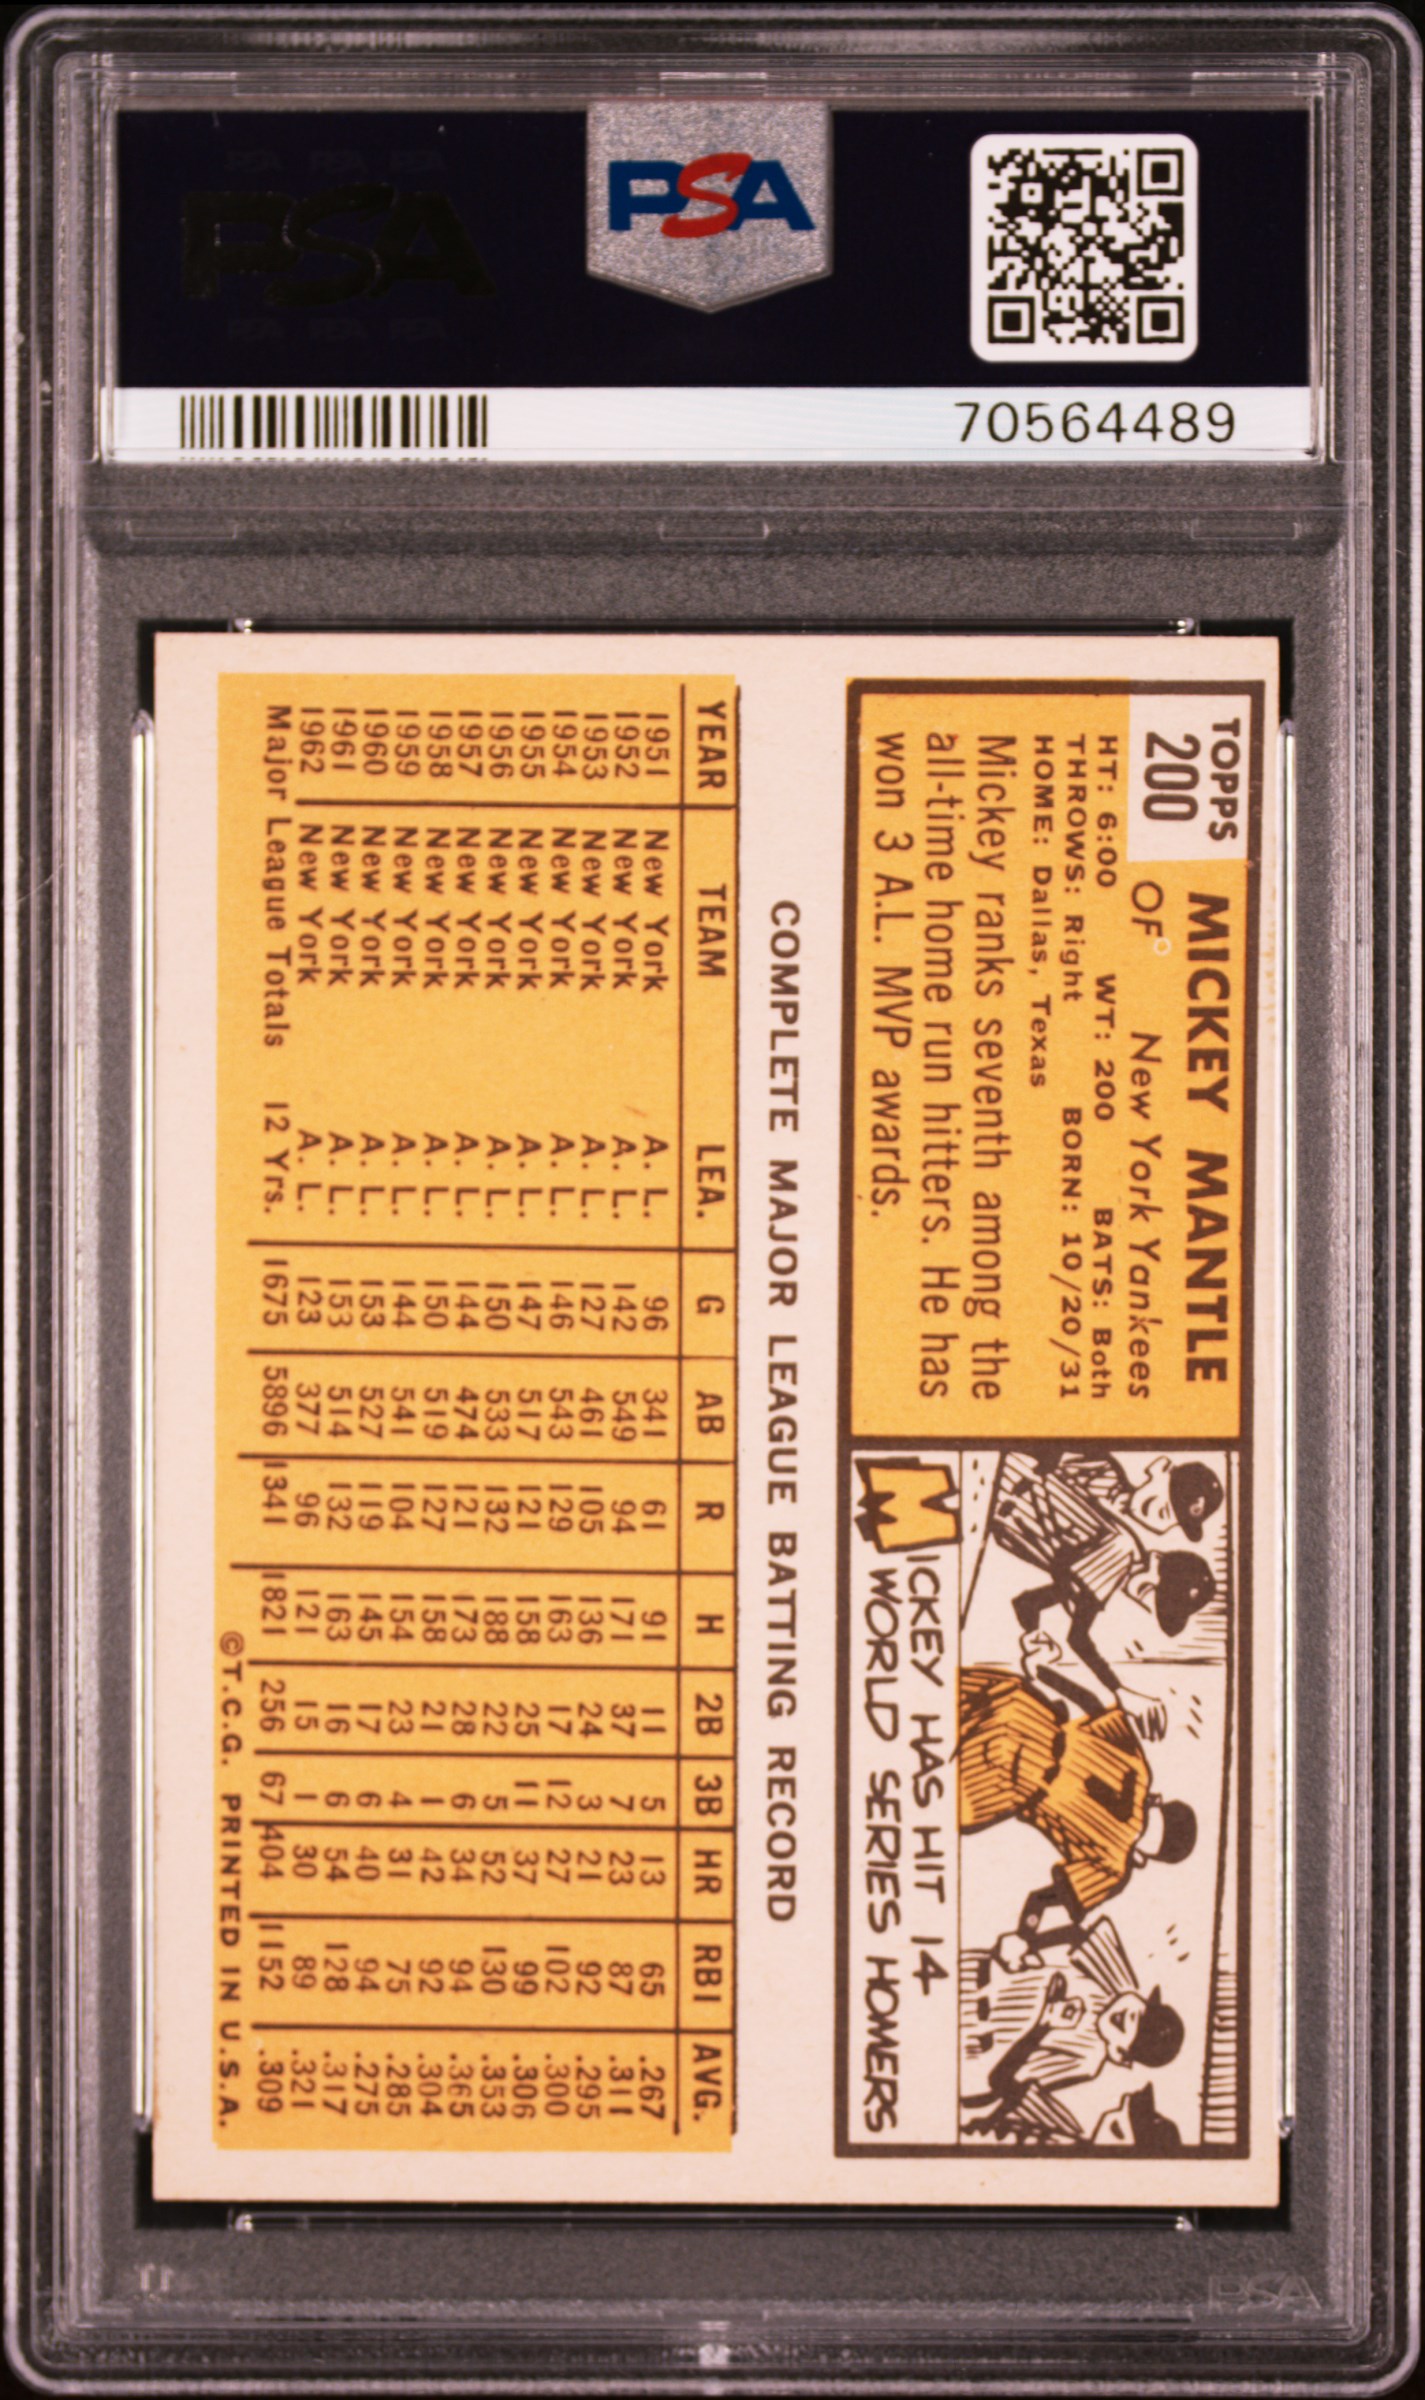 PSA PSA PSA
PSA
PSA PSA PSA
PSA
70564489
TOPPS
200
MICKEY MANTLE
OF New York Yankees
HT: 6:00 WT: 200 BATS: Both
THROWS: Right BORN: 10/20/31
HOME: Dallas, Texas
Mickey ranks seventh among the
all-time home run hitters. He has
won 3 A.L. MVP awards.
7
MICKEY HAS HIT 14
WORLD SERIES HOMERS
COMPLETE MAJOR LEAGUE BATTING RECORD
YEAR TEAM LEA. G AB R H 2B 3B HR RBI AVG.
1951 New York A. L. 96 341 61 91 11 5 13 65 .267
1952 New York A. L. 142 549 94 171 37 7 23 87 .311
1953 New York A. L. 127 461 105 136 24 3 21 92 .295
1954 New York A. L. 146 543 129 163 17 12 27 102 .300
1955 New York A. L. 147 517 121 158 25 11 37 99 .306
1956 New York A. L. 150 533 132 188 22 5 52 130 .353
1957 New York A. L. 144 474 121 173 28 6 34 94 .365
1958 New York A. L. 150 519 127 158 21 1 42 92 .304
1959 New York A. L. 144 541 104 154 23 4 31 75 .285
1960 New York A. L. 153 527 119 145 17 6 40 94 .275
1961 New York A. L. 153 514 132 163 16 6 54 128 .317
1962 New York A. L. 123 377 96 121 15 1 30 89 .321
Major League Totals 12 Yrs. 1675 5896 1341 1821 256 67 404 1152 .309
©T.C.G. PRINTED IN U.S.A.
PSA